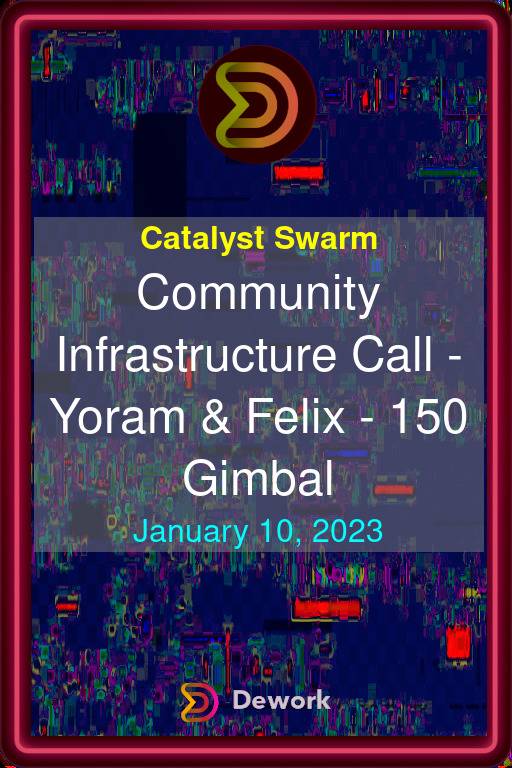 Catalyst Swarm
Community
Infrastructure Call -
Yoram & Felix - 150
Gimbal
January 10, 2023
Dework